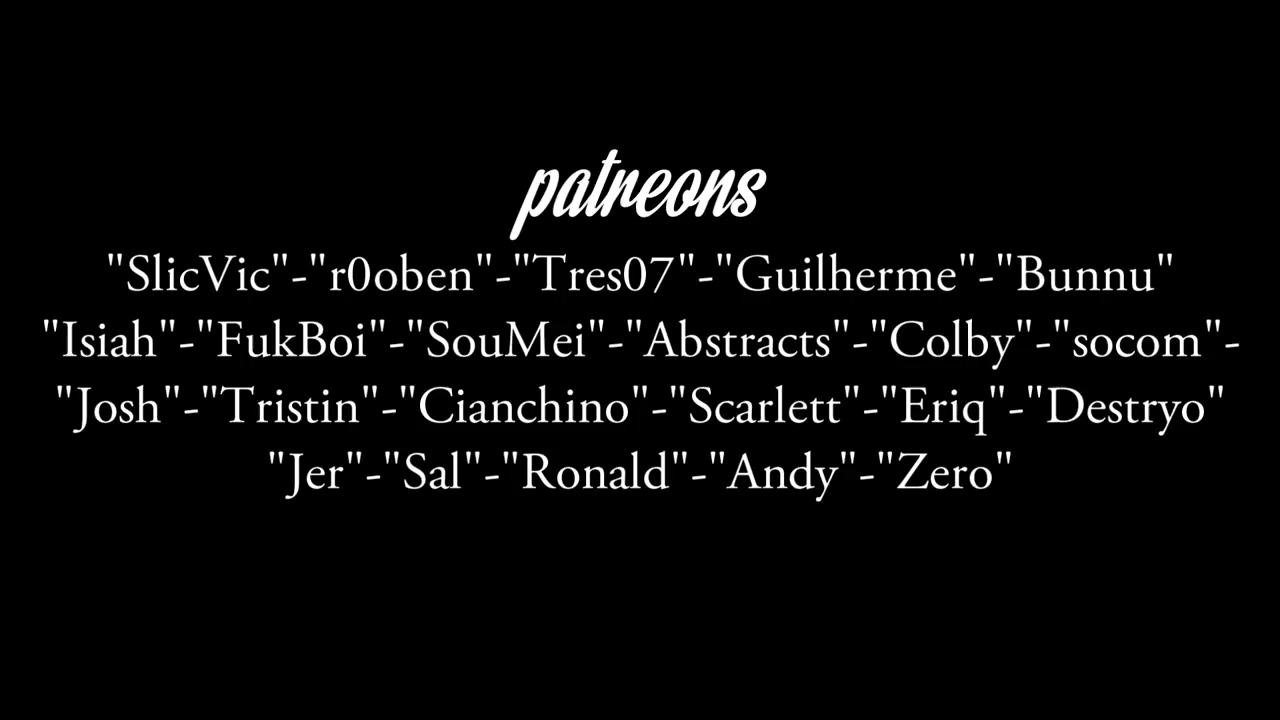 patreons
"SlicVic"-"r0oben"-"Tres07"-"Guilherme"-"Bunnu"
"Isiah"-"FukBoi"-"SouMei"-"Abstracts"-"Colby"-"socom"-
"Josh"-"Tristin"-"Cianchino"-"Scarlett"-"Eriq"-"Destryo"
"Jer"-"Sal"-"Ronald"-"Andy"-"Zero"